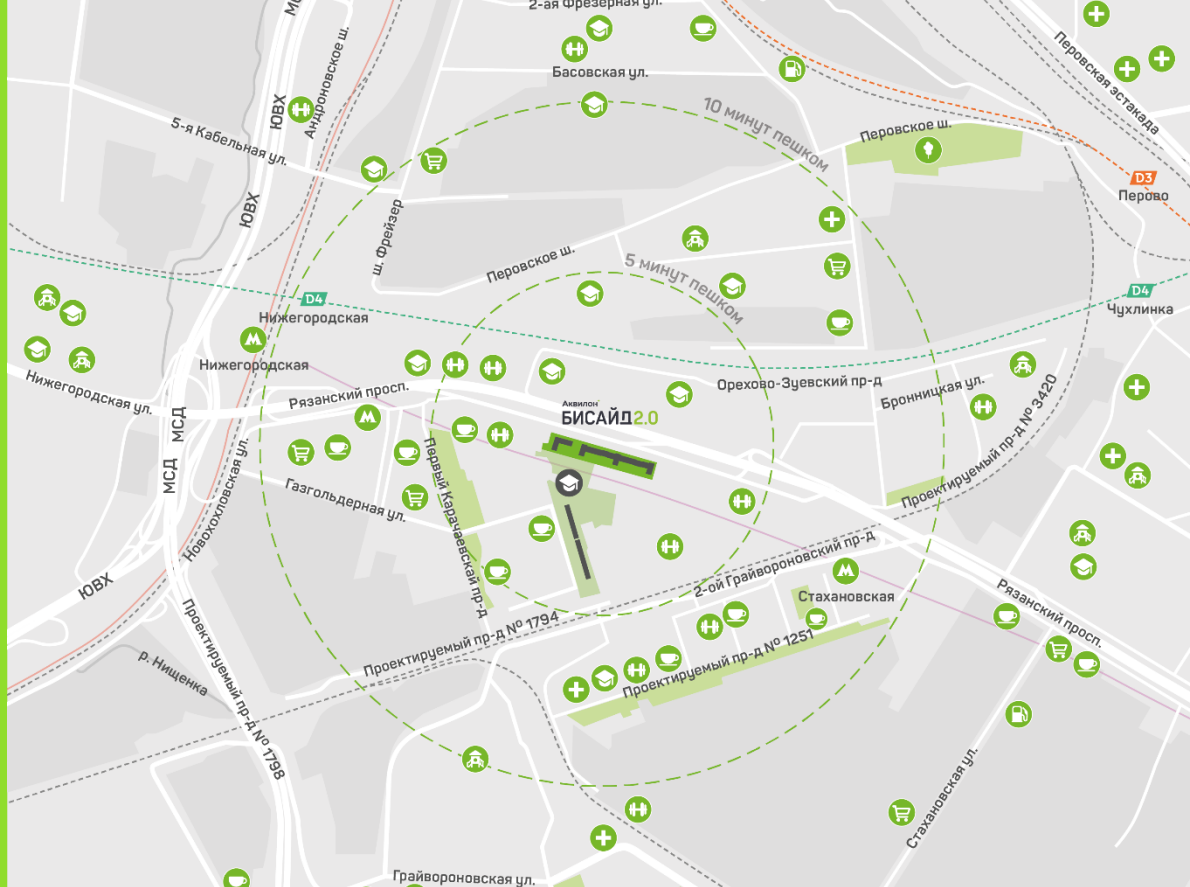 2-ая Фрезерная ул.
МС
Андроновское ш.
ЮВХ
Басовская ул.
Перовская эстакада
10 минут пешком
5-я Кабельная ул.
Перовское ш.
D3
Перово
ЮВХ
ш. Фрейзер
Перовское ш.
5 минут пешком
D4
Нижегородская
D4
Чухлинка
М
Нижегородская
Нижегородская ул.
Рязанский просп.
Орехово-Зуевский пр-д
Бронницкая ул.
Проектируемый пр-д № 3420
Аквилон
БИСАЙД2.0
МСД
М
МСД
Новохохловская ул.
Газгольдерная ул.
Первый Карачаевскай пр-д
2-ой Грайвороновский пр-д
М
Стахановская
Рязанский просп.
ЮВХ
Проектируемый пр-д № 1794
Проектируемый пр-д № 1251
р. Нищенка
Проектируемый пр-д № 1798
Стахановская ул.
Грайвороновская ул.